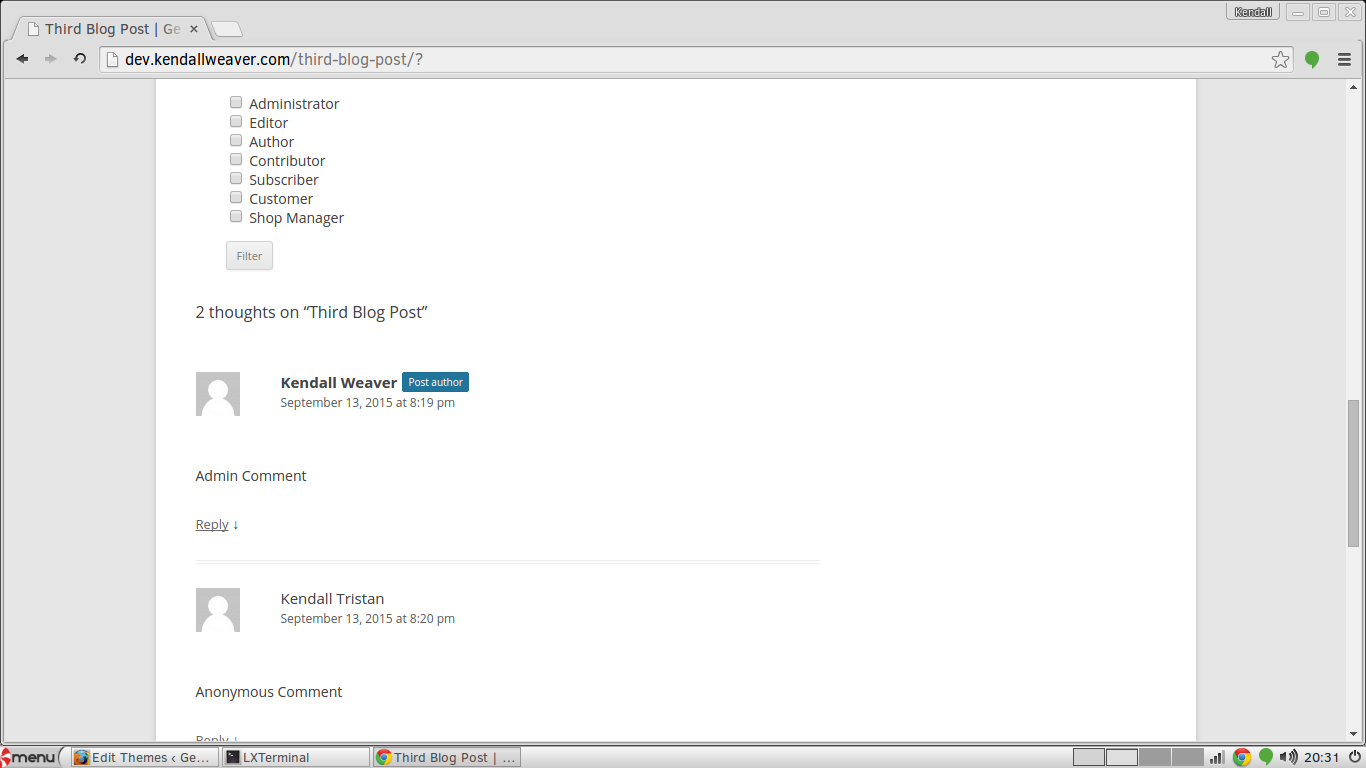 Kendall
Third Blog Post | Ge
dev.kendallweaver.com/third-blog-post/?
Administrator
Editor
Author
Contributor
Subscriber
Customer
Shop Manager
Filter
2 thoughts on “Third Blog Post”
Kendall Weaver Post author
September 13, 2015 at 8:19 pm
Admin Comment
Reply ↓
Kendall Tristan
September 13, 2015 at 8:20 pm
Anonymous Comment
Reply ↓
menu Edit Themes ‹ Ge... LXTerminal Third Blog Post | ... 20:31